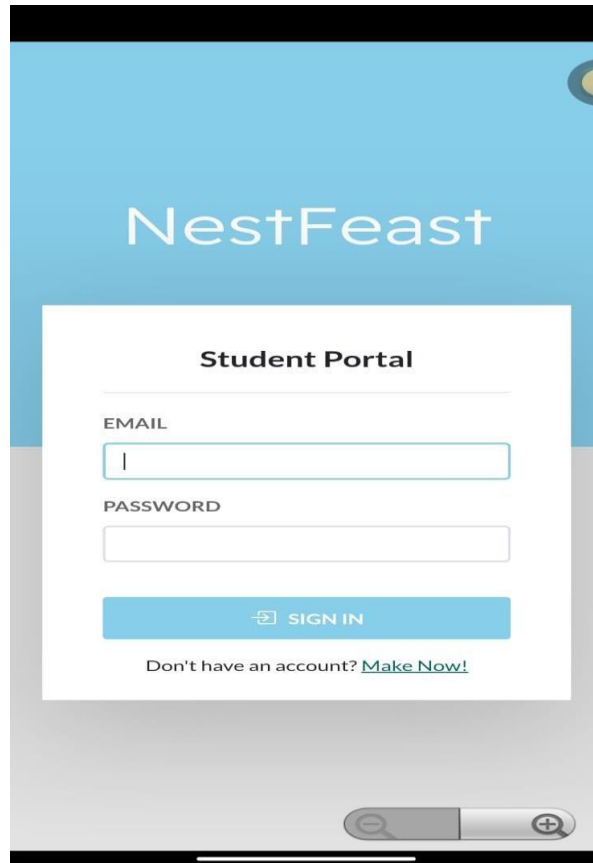 NestFeast
Student Portal
EMAIL
PASSWORD
SIGN IN
Don't have an account? Make Now!